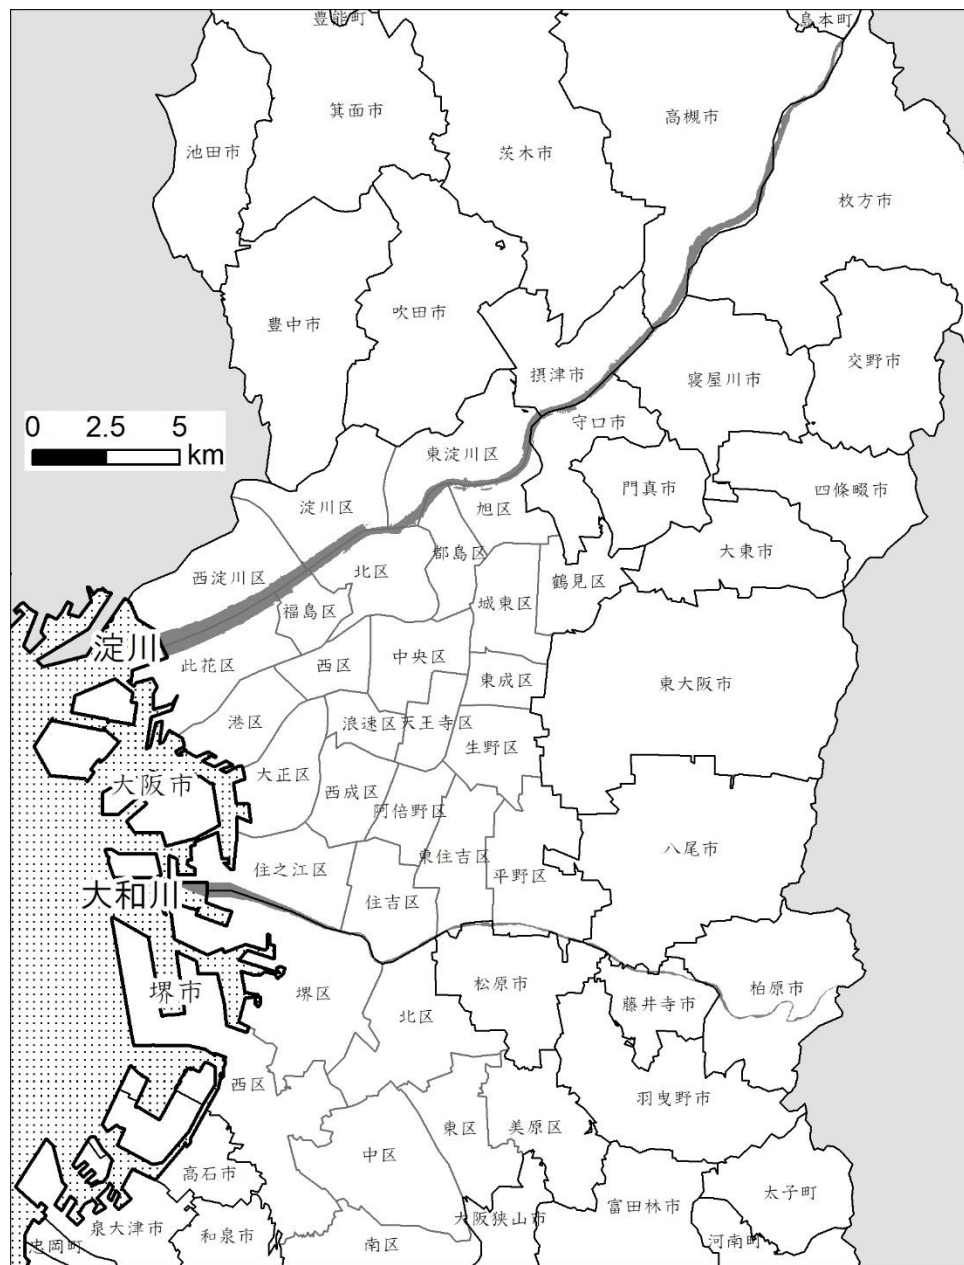 豊能町
島本町
箕面市
高槻市
池田市
茨木市
枚方市
吹田市
豊中市
交野市
摂津市
寝屋川市
0 2.5 5
km
守口市
東淀川区
門真市
四條畷市
淀川区
旭区
大東市
都島区
北区
西淀川区
鶴見区
城東区
福島区
淀川
此花区
西区
中央区
東成区
東大阪市
港区
浪速区
天王寺区
生野区
大正区
大阪市
西成区
阿倍野区
八尾市
東住吉区
住之江区
平野区
大和川
住吉区
松原市
柏原市
堺市
堺区
藤井寺市
北区
西区
羽曳野市
東区
美原区
中区
高石市
太子町
富田林市
大阪狭山市
泉大津市
和泉市
南区
河南町
忠岡町